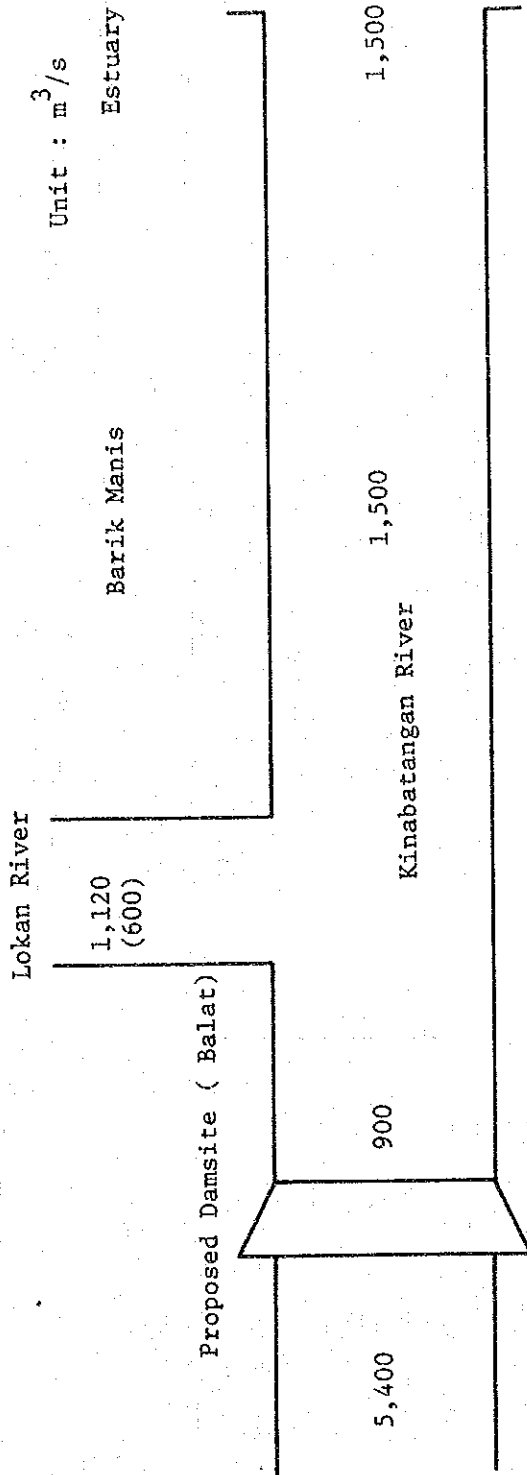 Lokan River
Unit : m³/s
1,120
(600)
Barik Manis
Estuary
Proposed Damsite ( Balat)
5,400
900
1,500
1,500
Kinabatangan River